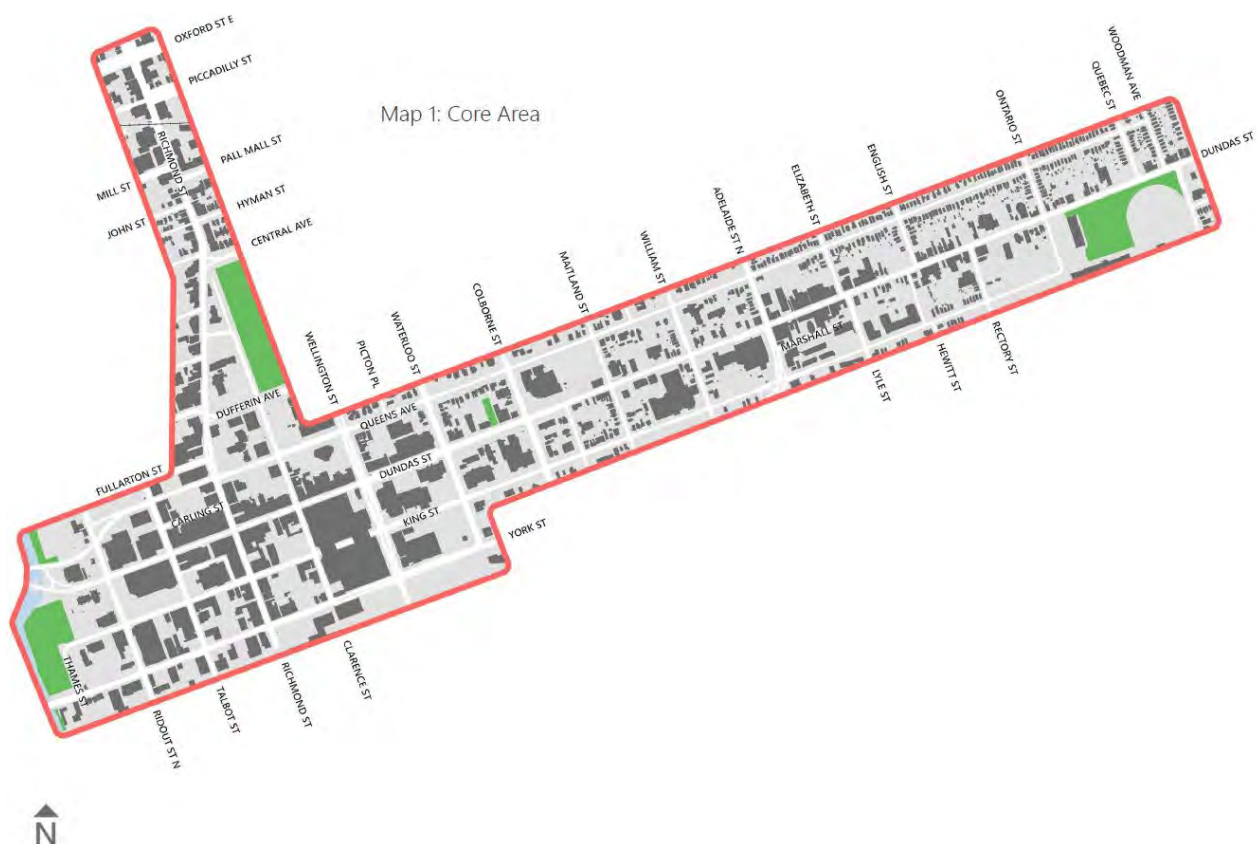 OXFORD ST E
PICCADILLY ST
Map 1: Core Area
RICHMOND ST
PALL MALL ST
MILL ST
HYMAN ST
JOHN ST
CENTRAL AVE
WOODMAN AVE
QUEBEC ST
ONTARIO ST
DUNDAS ST
ENGLISH ST
ELIZABETH ST
ADELAIDE ST N
WILLIAM ST
MAITLAND ST
COLBORNE ST
WATERLOO ST
PICTON PL
WELLINGTON ST
DUFFERIN AVE
QUEENS AVE
MARSHALL ST
RECTORY ST
HEWITT ST
LYLE ST
DUNDAS ST
FULLARTON ST
CARLING ST
KING ST
YORK ST
THAMES ST
CLARENCE ST
RICHMOND ST
TALBOT ST
RIDOUT ST N
N